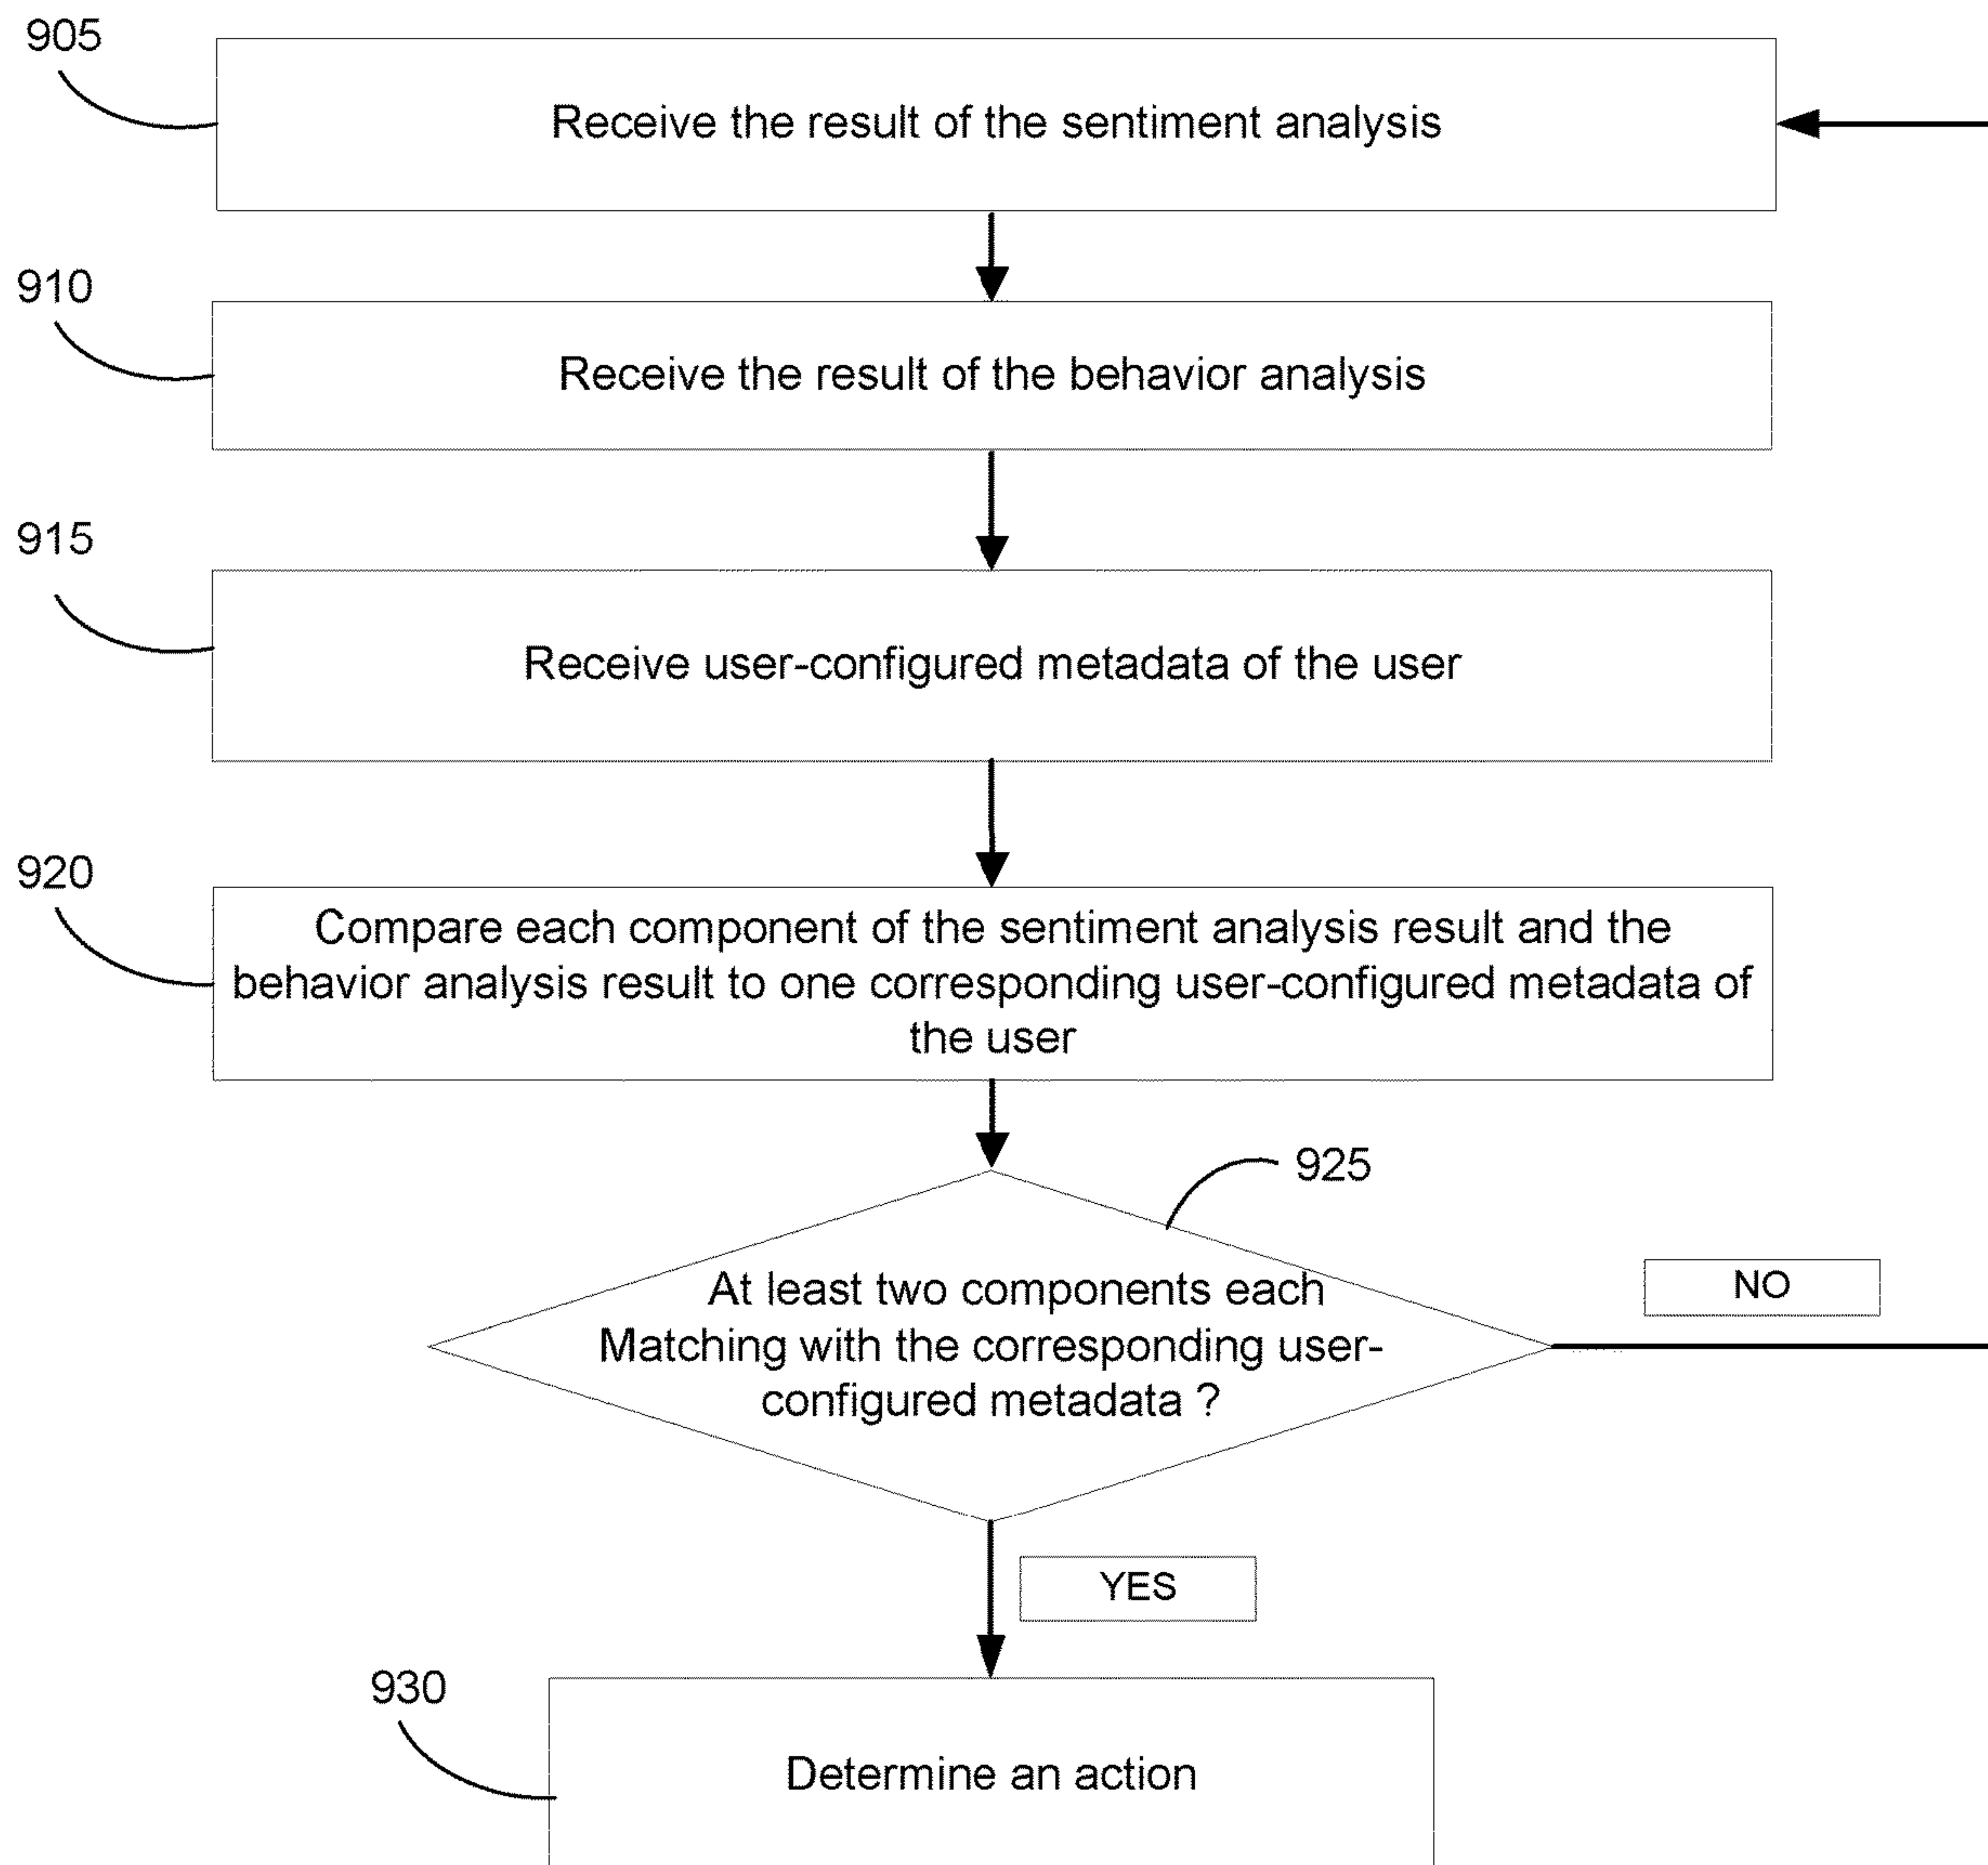 905
Receive the result of the sentiment analysis
910
Receive the result of the behavior analysis
915
Receive user-configured metadata of the user
920
Compare each component of the sentiment analysis result and the
behavior analysis result to one corresponding user-configured metadata of
the user
925
At least two components each
Matching with the corresponding user-
configured metadata ?
NO
YES
930
Determine an action